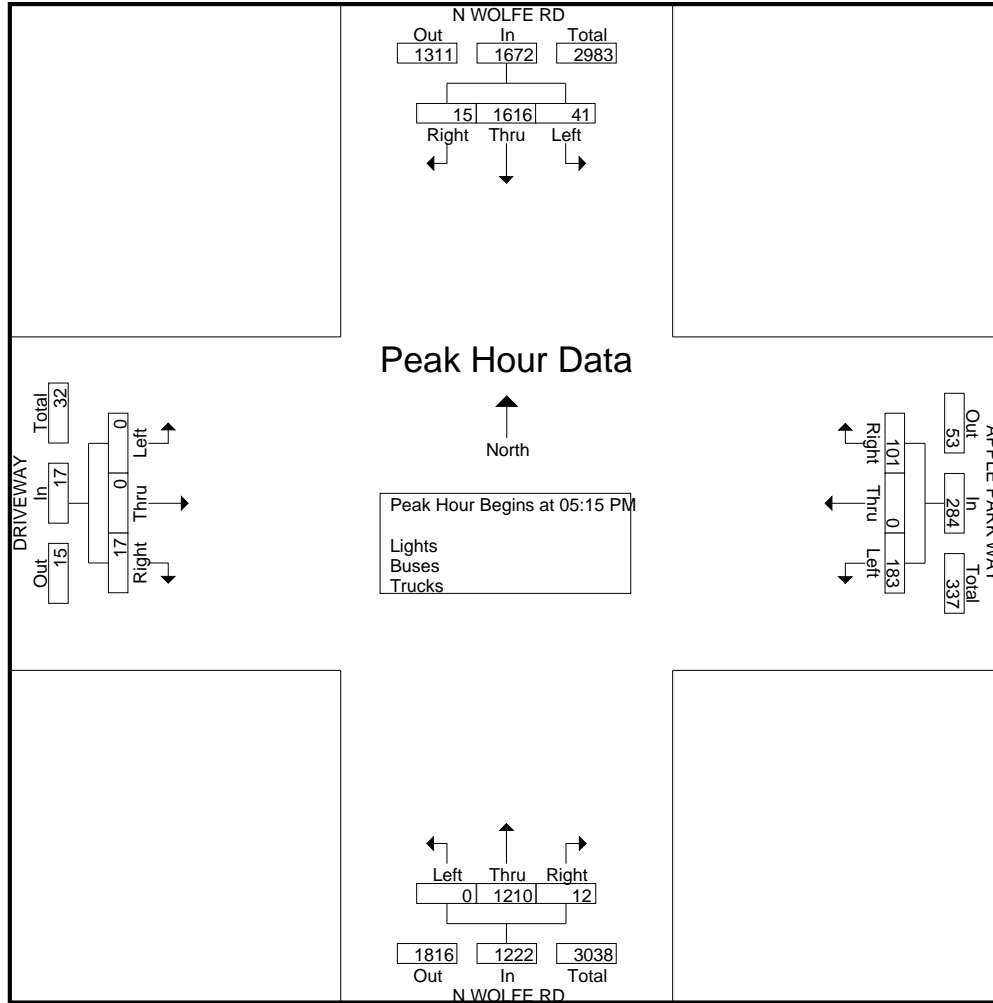 N WOLFE RD
Out In Total
1311 1672 2983
15 1616 41
Right Thru Left
Peak Hour Data
North
Peak Hour Begins at 05:15 PM
Lights
Buses
Trucks
DRIVEWAY
Out In Total
15 17 32
Left Thru Right
0 0 17
APPLE PARK WAY
Out In Total
53 284 337
Right Thru Left
101 0 183
Left Thru Right
0 1210 12
1816 1222 3038
Out In Total
N WOLFE RD